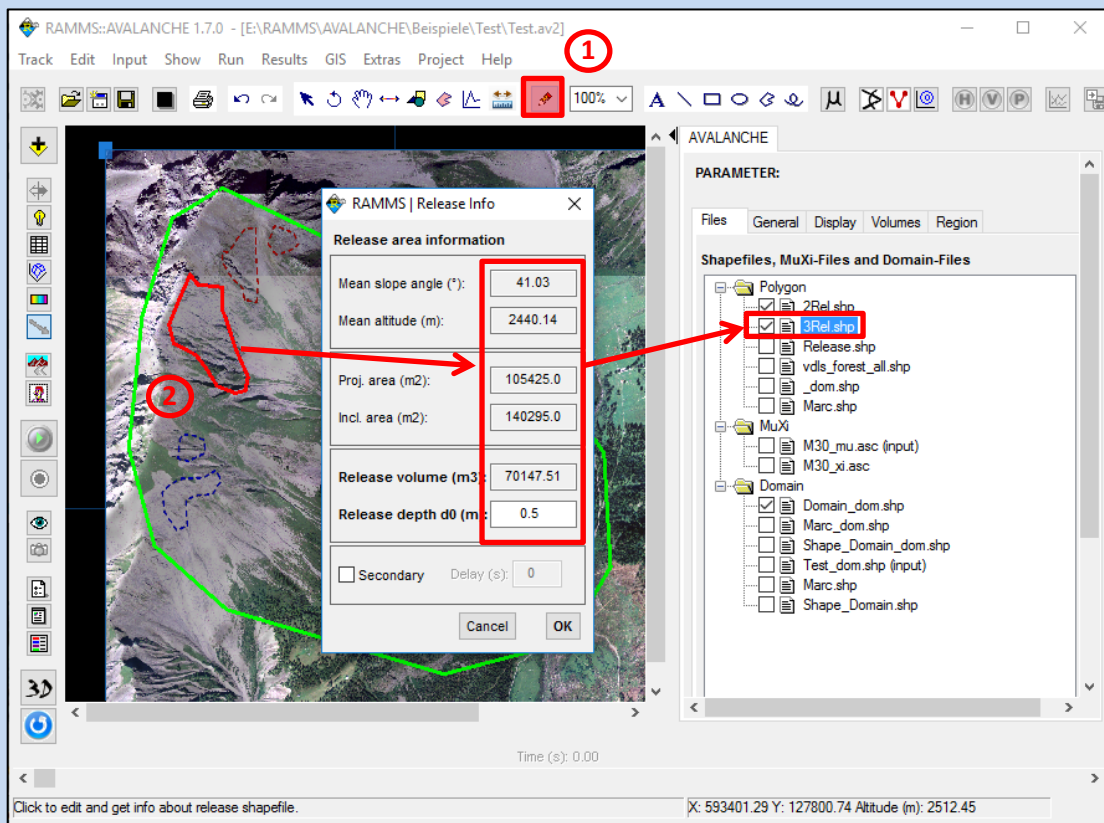 RAMMS::AVALANCHE 1.7.0 - [E:\RAMMS\AVALANCHE\Beispiele\Test\Test.av2]
1
Track Edit Input Show Run Results GIS Extras Project Help
100% A μ H V P
AVALANCHE
PARAMETER:
Files General Display Volumes Region
Shapefiles, MuXi-Files and Domain-Files
Polygon
2Rel.shp
3Rel.shp
Release.shp
vdls_forest_all.shp
_dom.shp
Marc.shp
MuXi
M30_mu.asc (input)
M30_xi.asc
Domain
Domain_dom.shp
Marc_dom.shp
Shape_Domain_dom.shp
Test_dom.shp (input)
Marc.shp
Shape_Domain.shp
RAMMS | Release Info
Release area information
Mean slope angle (°): 41.03
Mean altitude (m): 2440.14
Proj. area (m2): 105425.0
Incl. area (m2): 140295.0
Release volume (m3): 70147.51
Release depth d0 (m): 0.5
Secondary Delay (s): 0
Cancel OK
2
3D
Time (s): 0.00
Click to edit and get info about release shapefile.
X: 593401.29 Y: 127800.74 Altitude (m): 2512.45